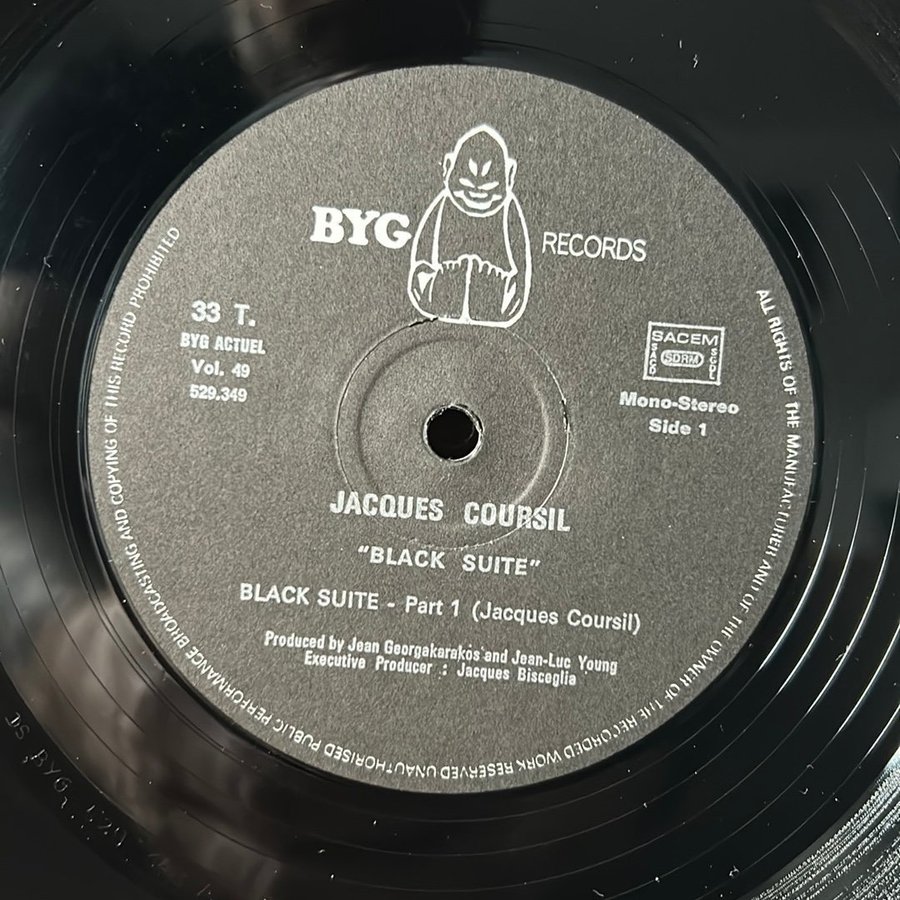 BYG RECORDS
33 T.
BYG ACTUEL
Vol. 49
529.349
SACEM
SACD SDRM SGDL
Mono-Stereo
Side 1
JACQUES COURSIL
"BLACK SUITE"
BLACK SUITE - Part 1 (Jacques Coursil)
Produced by Jean Georgakarakos and Jean-Luc Young
Executive Producer : Jacques Bisceglia
ALL RIGHTS OF THE MANUFACTURER AND OF THE OWNER OF THE RECORDED WORK RESERVED UNAUTHORISED PUBLIC PERFORMANCE BROADCASTING AND COPYING OF THIS RECORD PROHIBITED
BYG